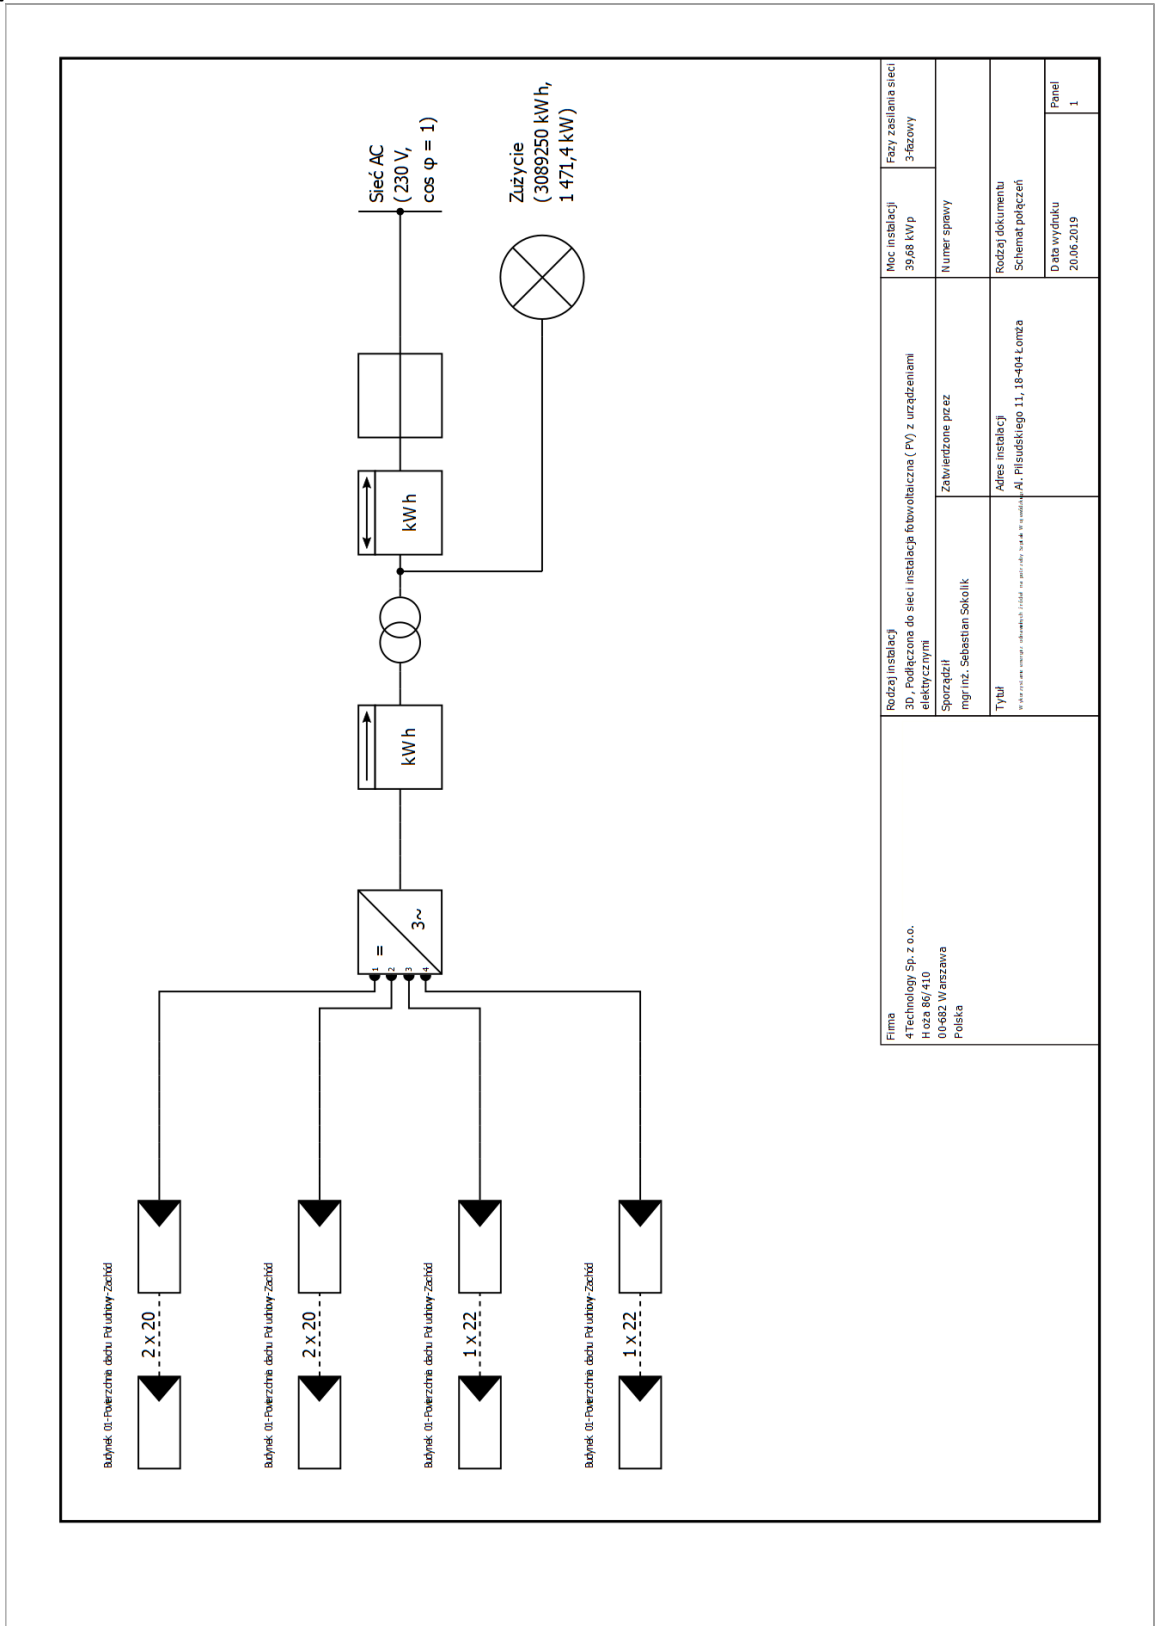 Budynek 01-Powierzchnia dachu Południowy-Zachód
2 x 20
Budynek 01-Powierzchnia dachu Południowy-Zachód
2 x 20
Budynek 01-Powierzchnia dachu Południowy-Zachód
1 x 22
Budynek 01-Powierzchnia dachu Południowy-Zachód
1 x 22
1
2
3
4
=
3~
kWh
kWh
Sieć AC
(230 V,
cos φ = 1)
Zużycie
(3089250 kWh,
1 471,4 kW)
Firma
4Technology Sp. z o.o.
Hoża 86/410
00-682 Warszawa
Polska
Rodzaj instalacji
3D, Podłączona do sieci instalacja fotowoltaiczna (PV) z urządzeniami
elektrycznymi
Moc instalacji
39,68 kWp
Fazy zasilania sieci
3-fazowy
Sporządził
mgr inż. Sebastian Sokolik
Zatwierdzone przez
Numer sprawy
Tytuł
Adres instalacji
Al. Piłsudskiego 11, 18-404 Łomża
Rodzaj dokumentu
Schemat połączeń
Data wydruku
20.06.2019
Panel
1